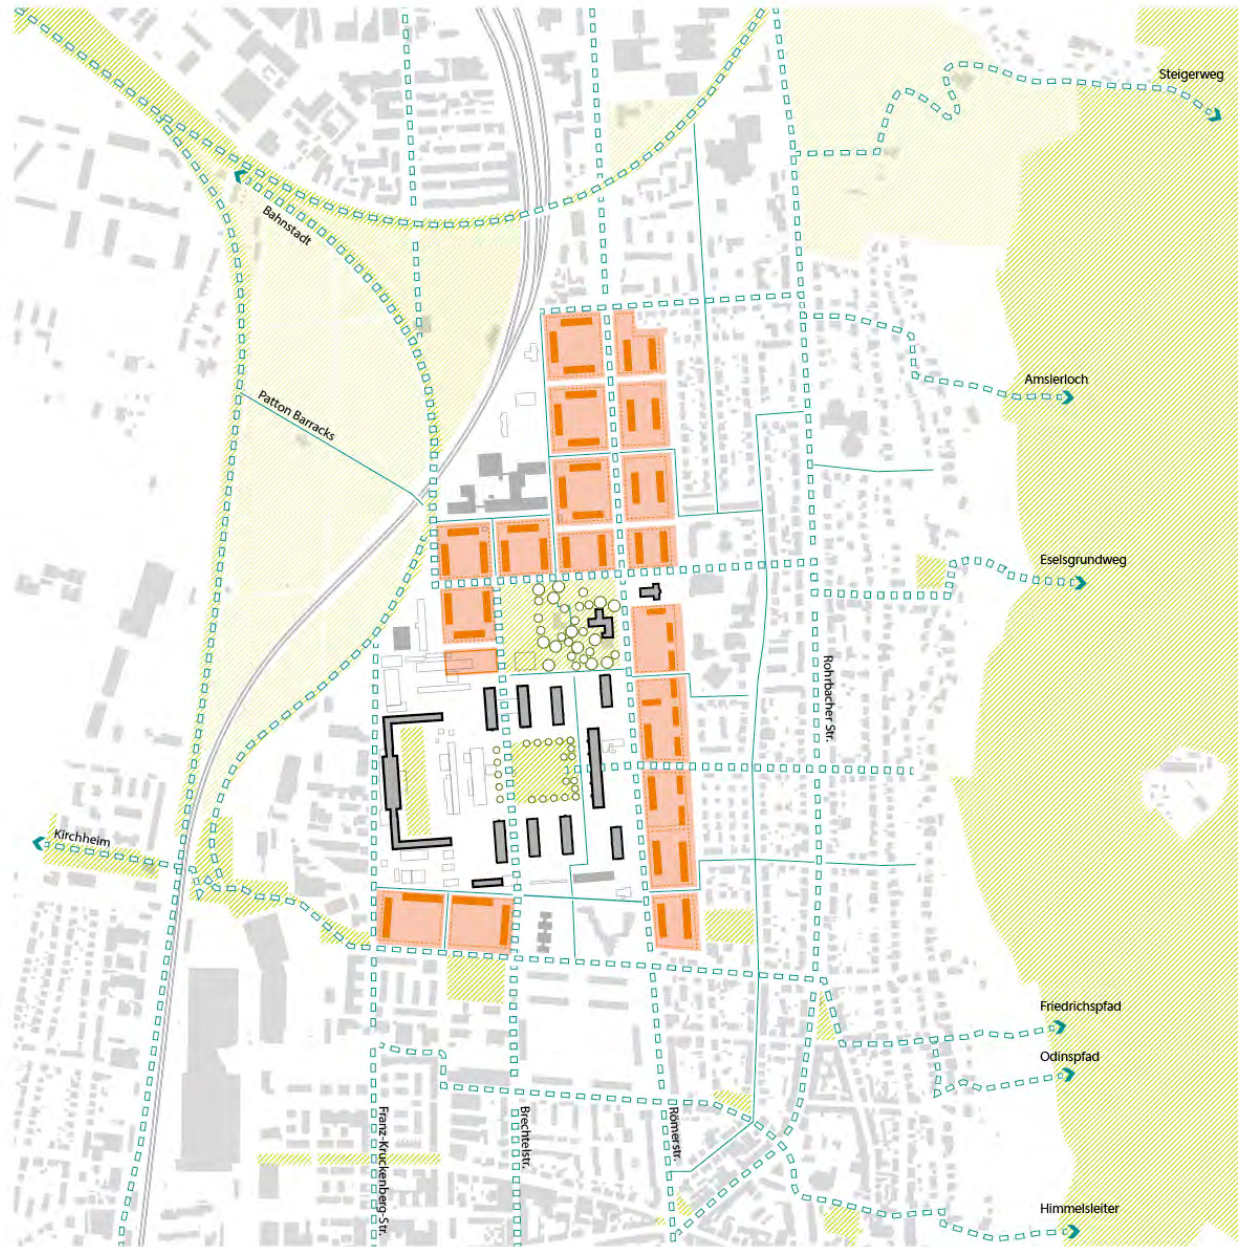 Steigerweg
Bahnstadt
Amslerloch
Patton Barracks
Eselsgrundweg
Rohrbacher Str.
Kirchheim
Friedrichspfad
Odinspfad
Franz-Kruckenberg-Str.
Brechtelstr.
Römerstr.
Himmelsleiter